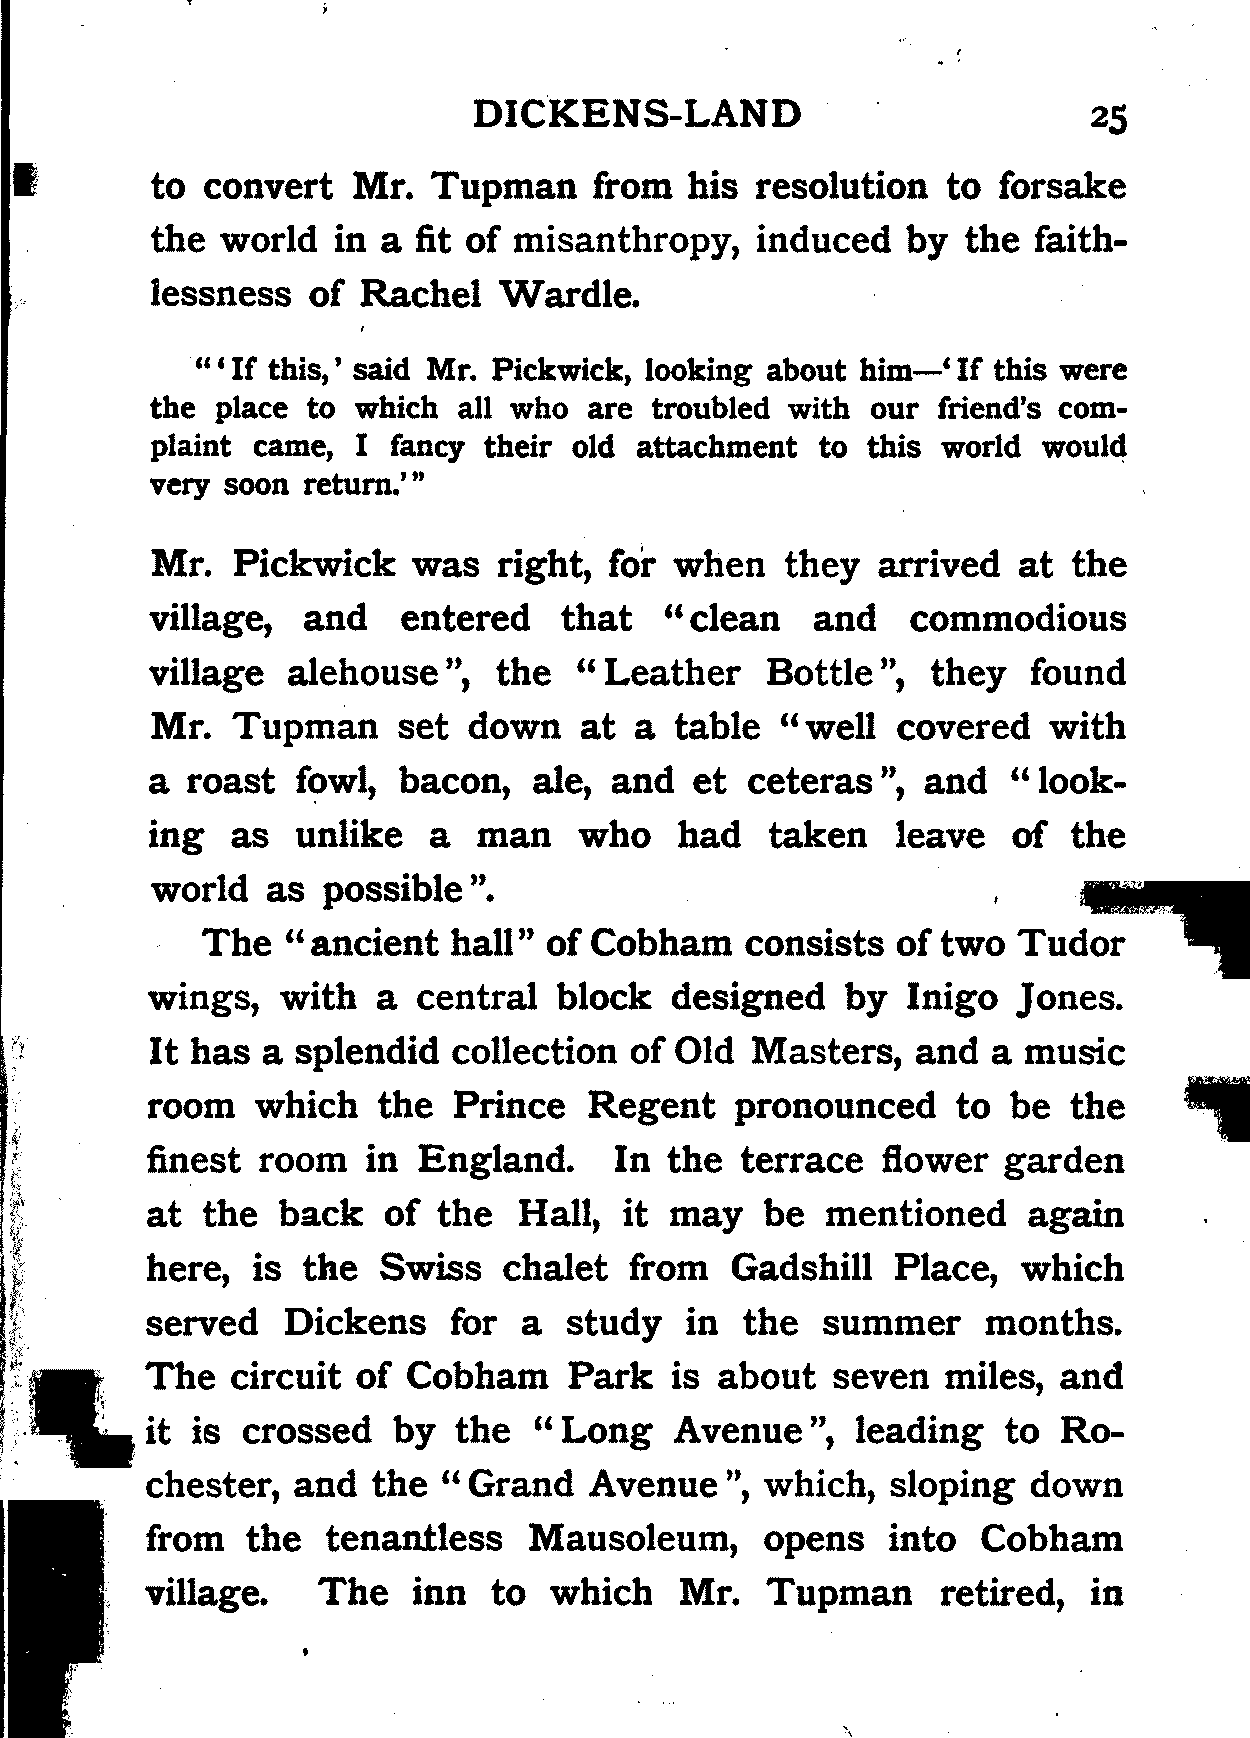 DICKENS-LAND 25
to convert Mr. Tupman from his resolution to forsake
the world in a fit of misanthropy, induced by the faith-
lessness of Rachel Wardle.
"'If this,' said Mr. Pickwick, looking about him—'If this were
the place to which all who are troubled with our friend's com-
plaint came, I fancy their old attachment to this world would
very soon return.'"
Mr. Pickwick was right, for when they arrived at the
village, and entered that "clean and commodious
village alehouse", the "Leather Bottle", they found
Mr. Tupman set down at a table "well covered with
a roast fowl, bacon, ale, and et ceteras", and "look-
ing as unlike a man who had taken leave of the
world as possible".
The "ancient hall" of Cobham consists of two Tudor
wings, with a central block designed by Inigo Jones.
It has a splendid collection of Old Masters, and a music
room which the Prince Regent pronounced to be the
finest room in England. In the terrace flower garden
at the back of the Hall, it may be mentioned again
here, is the Swiss chalet from Gadshill Place, which
served Dickens for a study in the summer months.
The circuit of Cobham Park is about seven miles, and
it is crossed by the "Long Avenue", leading to Ro-
chester, and the "Grand Avenue", which, sloping down
from the tenantless Mausoleum, opens into Cobham
village. The inn to which Mr. Tupman retired, in